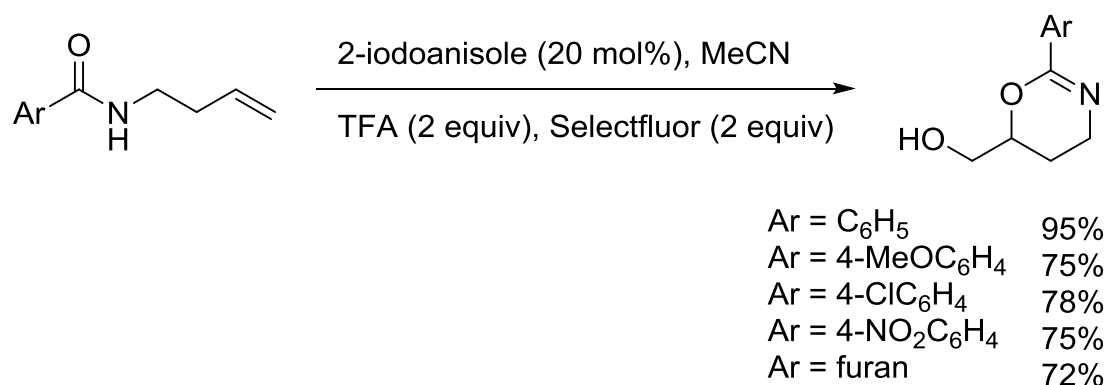 O
Ar
N
H
2-iodoanisole (20 mol%), MeCN
TFA (2 equiv), Selectfluor (2 equiv)
Ar
O
N
HO
Ar = C₆H₅ 95%
Ar = 4-MeOC₆H₄ 75%
Ar = 4-ClC₆H₄ 78%
Ar = 4-NO₂C₆H₄ 75%
Ar = furan 72%